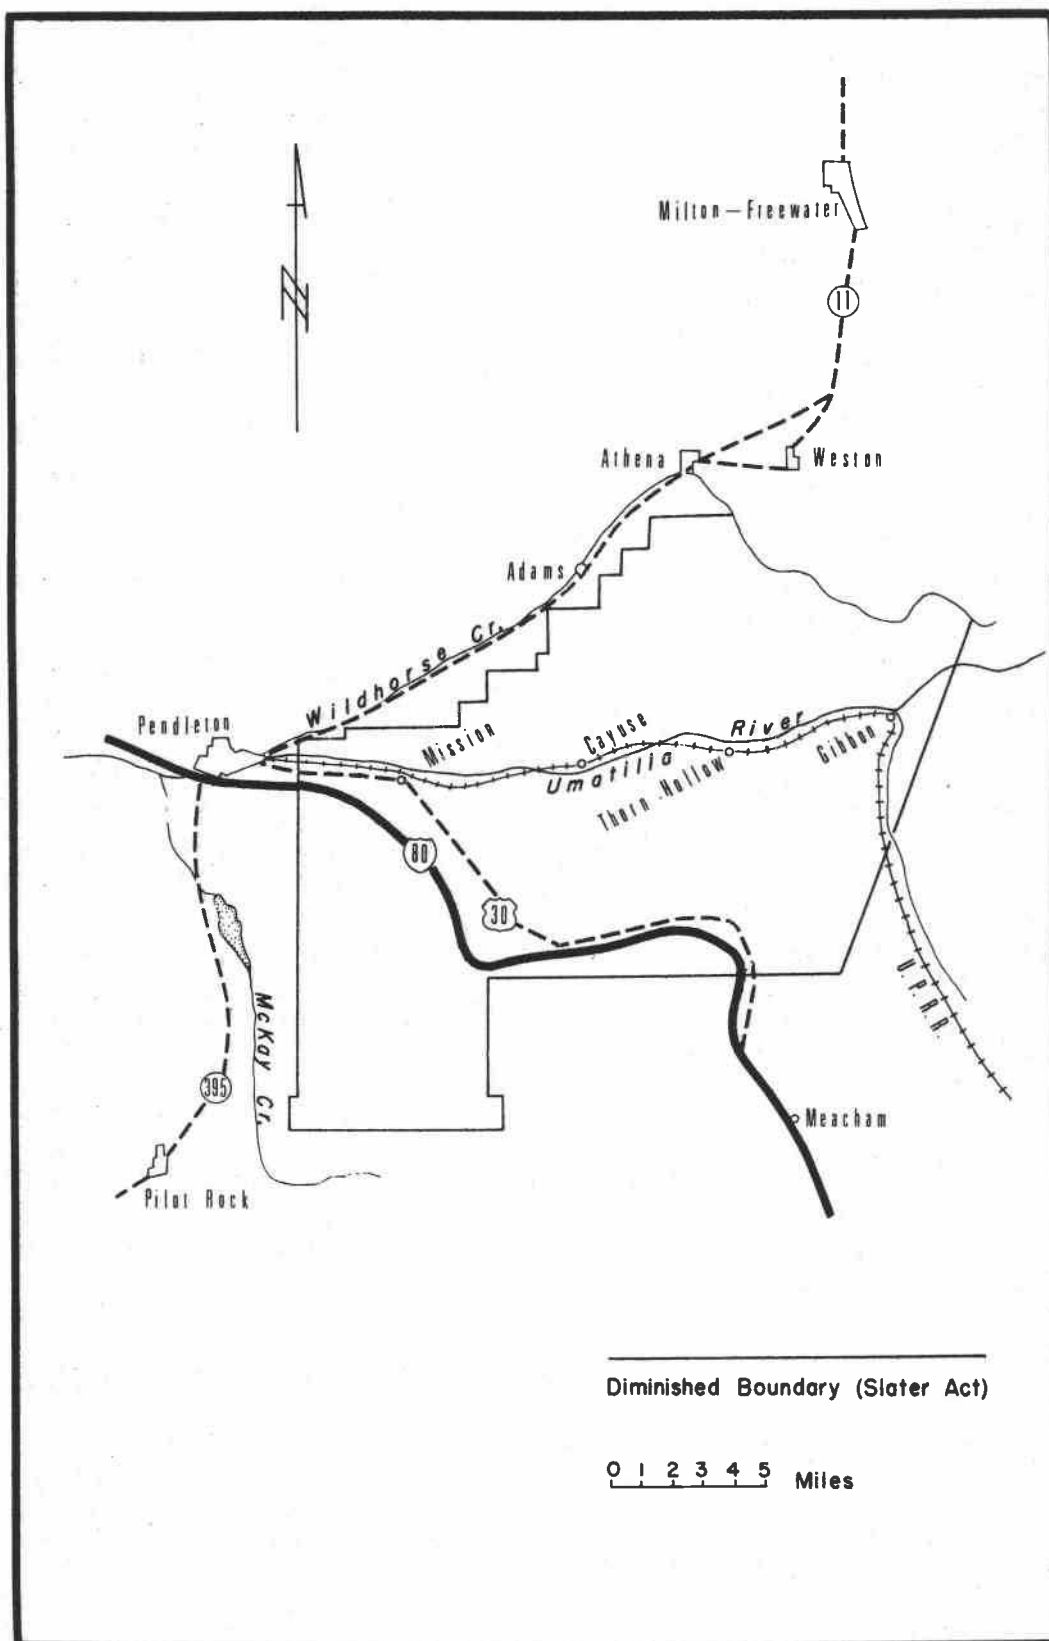 Milton – Freewater
11
Athena
Weston
Adams
Wildhorse Cr.
Pendleton
Mission
Cayuse
River
Umatilla
Thorn Hollow
Gibbon
80
30
U.P.R.R.
McKay Cr.
395
Meacham
Pilot Rock
Diminished Boundary (Slater Act)
0 1 2 3 4 5 Miles
N